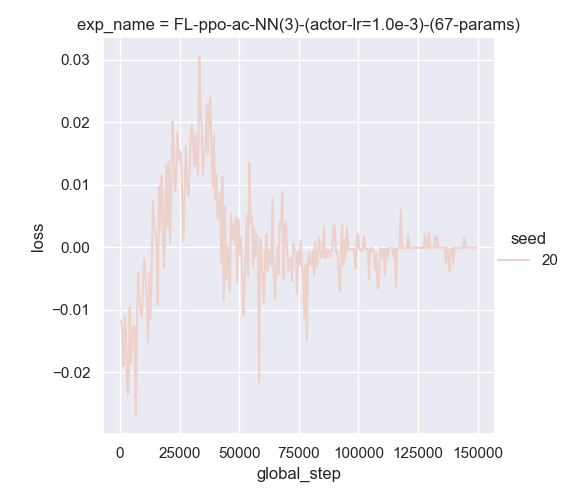 exp_name = FL-ppo-ac-NN(3)-(actor-lr=1.0e-3)-(67-params)
0.03
0.02
0.01
0.00
−0.01
−0.02
loss
0 25000 50000 75000 100000 125000 150000
global_step
seed
20